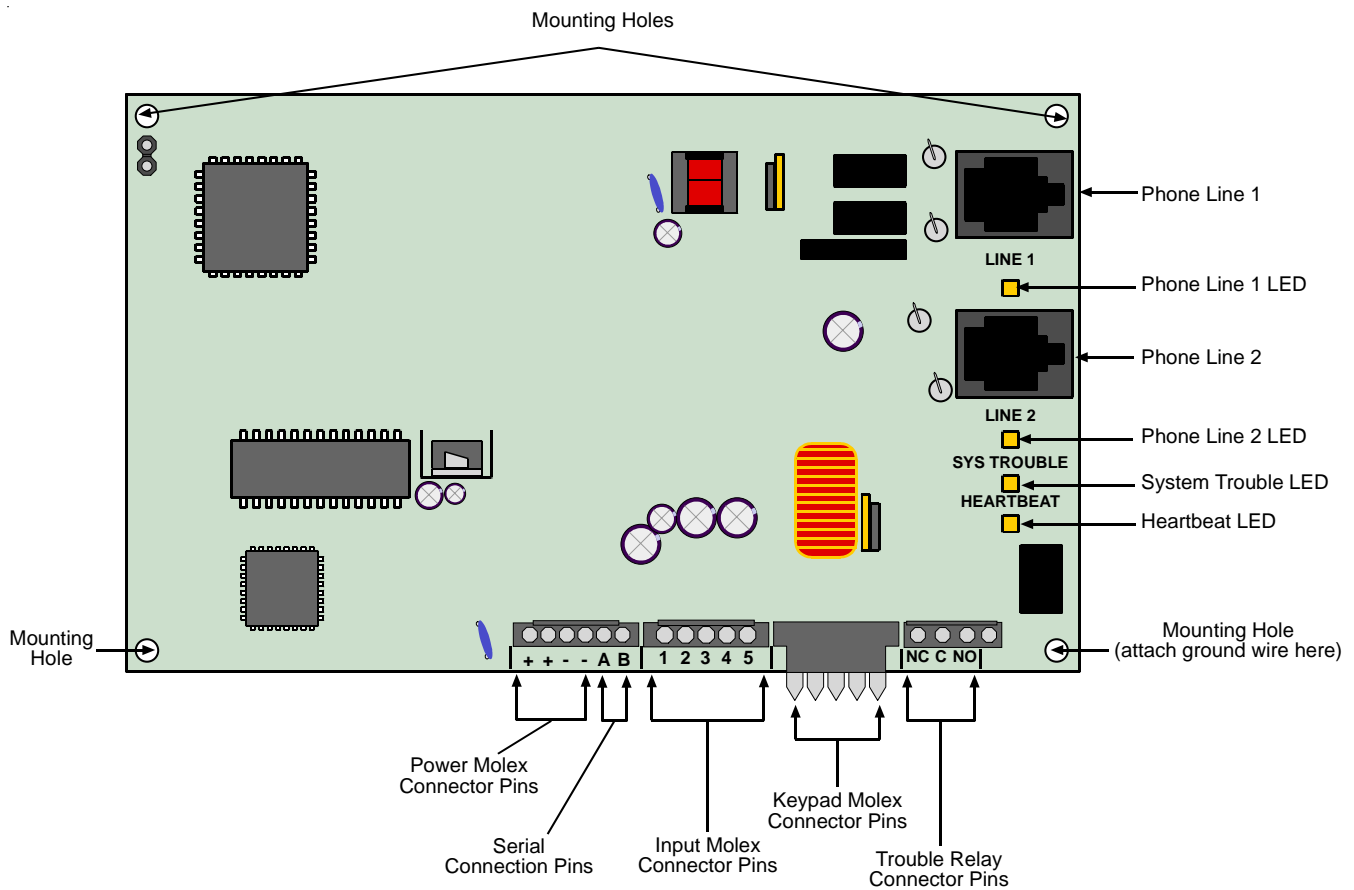 Mounting Holes
Phone Line 1
LINE 1
Phone Line 1 LED
Phone Line 2
LINE 2
Phone Line 2 LED
SYS TROUBLE
System Trouble LED
HEARTBEAT
Heartbeat LED
Mounting
Hole
Mounting Hole
(attach ground wire here)
+ + - - A B
1 2 3 4 5
NC C NO
Power Molex
Connector Pins
Serial
Connection Pins
Input Molex
Connector Pins
Keypad Molex
Connector Pins
Trouble Relay
Connector Pins